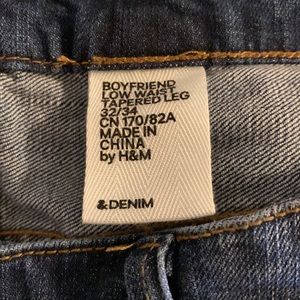 BOYFRIEND
LOW WAIST
TAPERED LEG
32/34
CN 170/82A
MADE IN
CHINA
by H&M
&DENIM